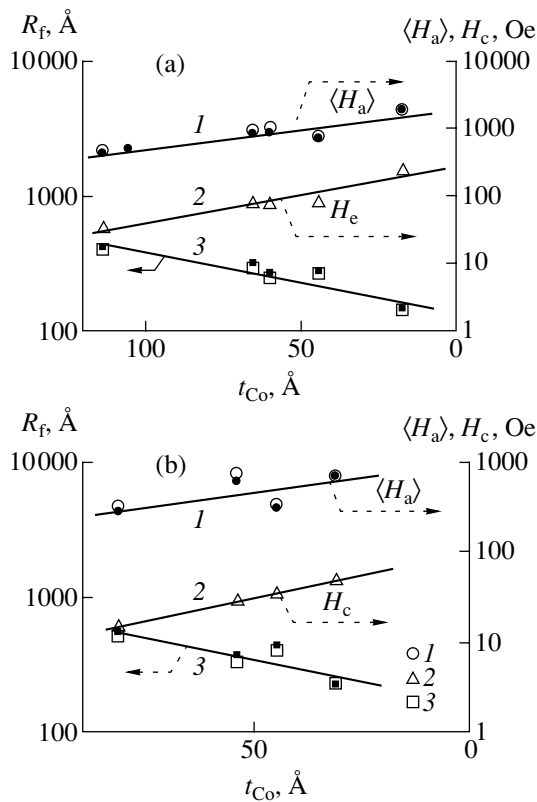 R_f, Å ⟨H_a⟩, H_c, Oe
10000 (a) 10000
1 ⟨H_a⟩ 1000
1000 2 100
H_e
3 10
100 1
100 50 0
t_Co, Å
R_f, Å ⟨H_a⟩, H_c, Oe
10000 (b) 1000
⟨H_a⟩
1 100
1000 2 H_c
10
3 1
2
3
100 1
50 0
t_Co, Å